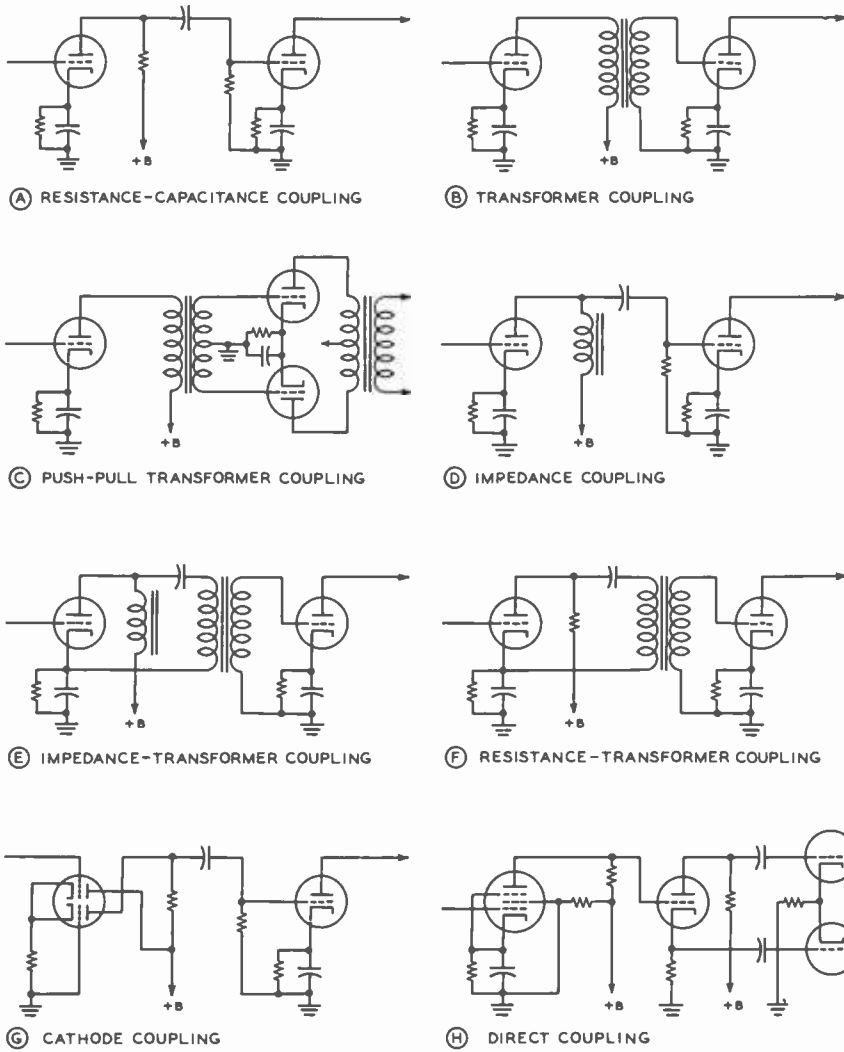 +B
+B
A RESISTANCE-CAPACITANCE COUPLING
B TRANSFORMER COUPLING
+B
+B
C PUSH-PULL TRANSFORMER COUPLING
D IMPEDANCE COUPLING
+B
+B
E IMPEDANCE-TRANSFORMER COUPLING
F RESISTANCE-TRANSFORMER COUPLING
+B
+B
+B
G CATHODE COUPLING
H DIRECT COUPLING